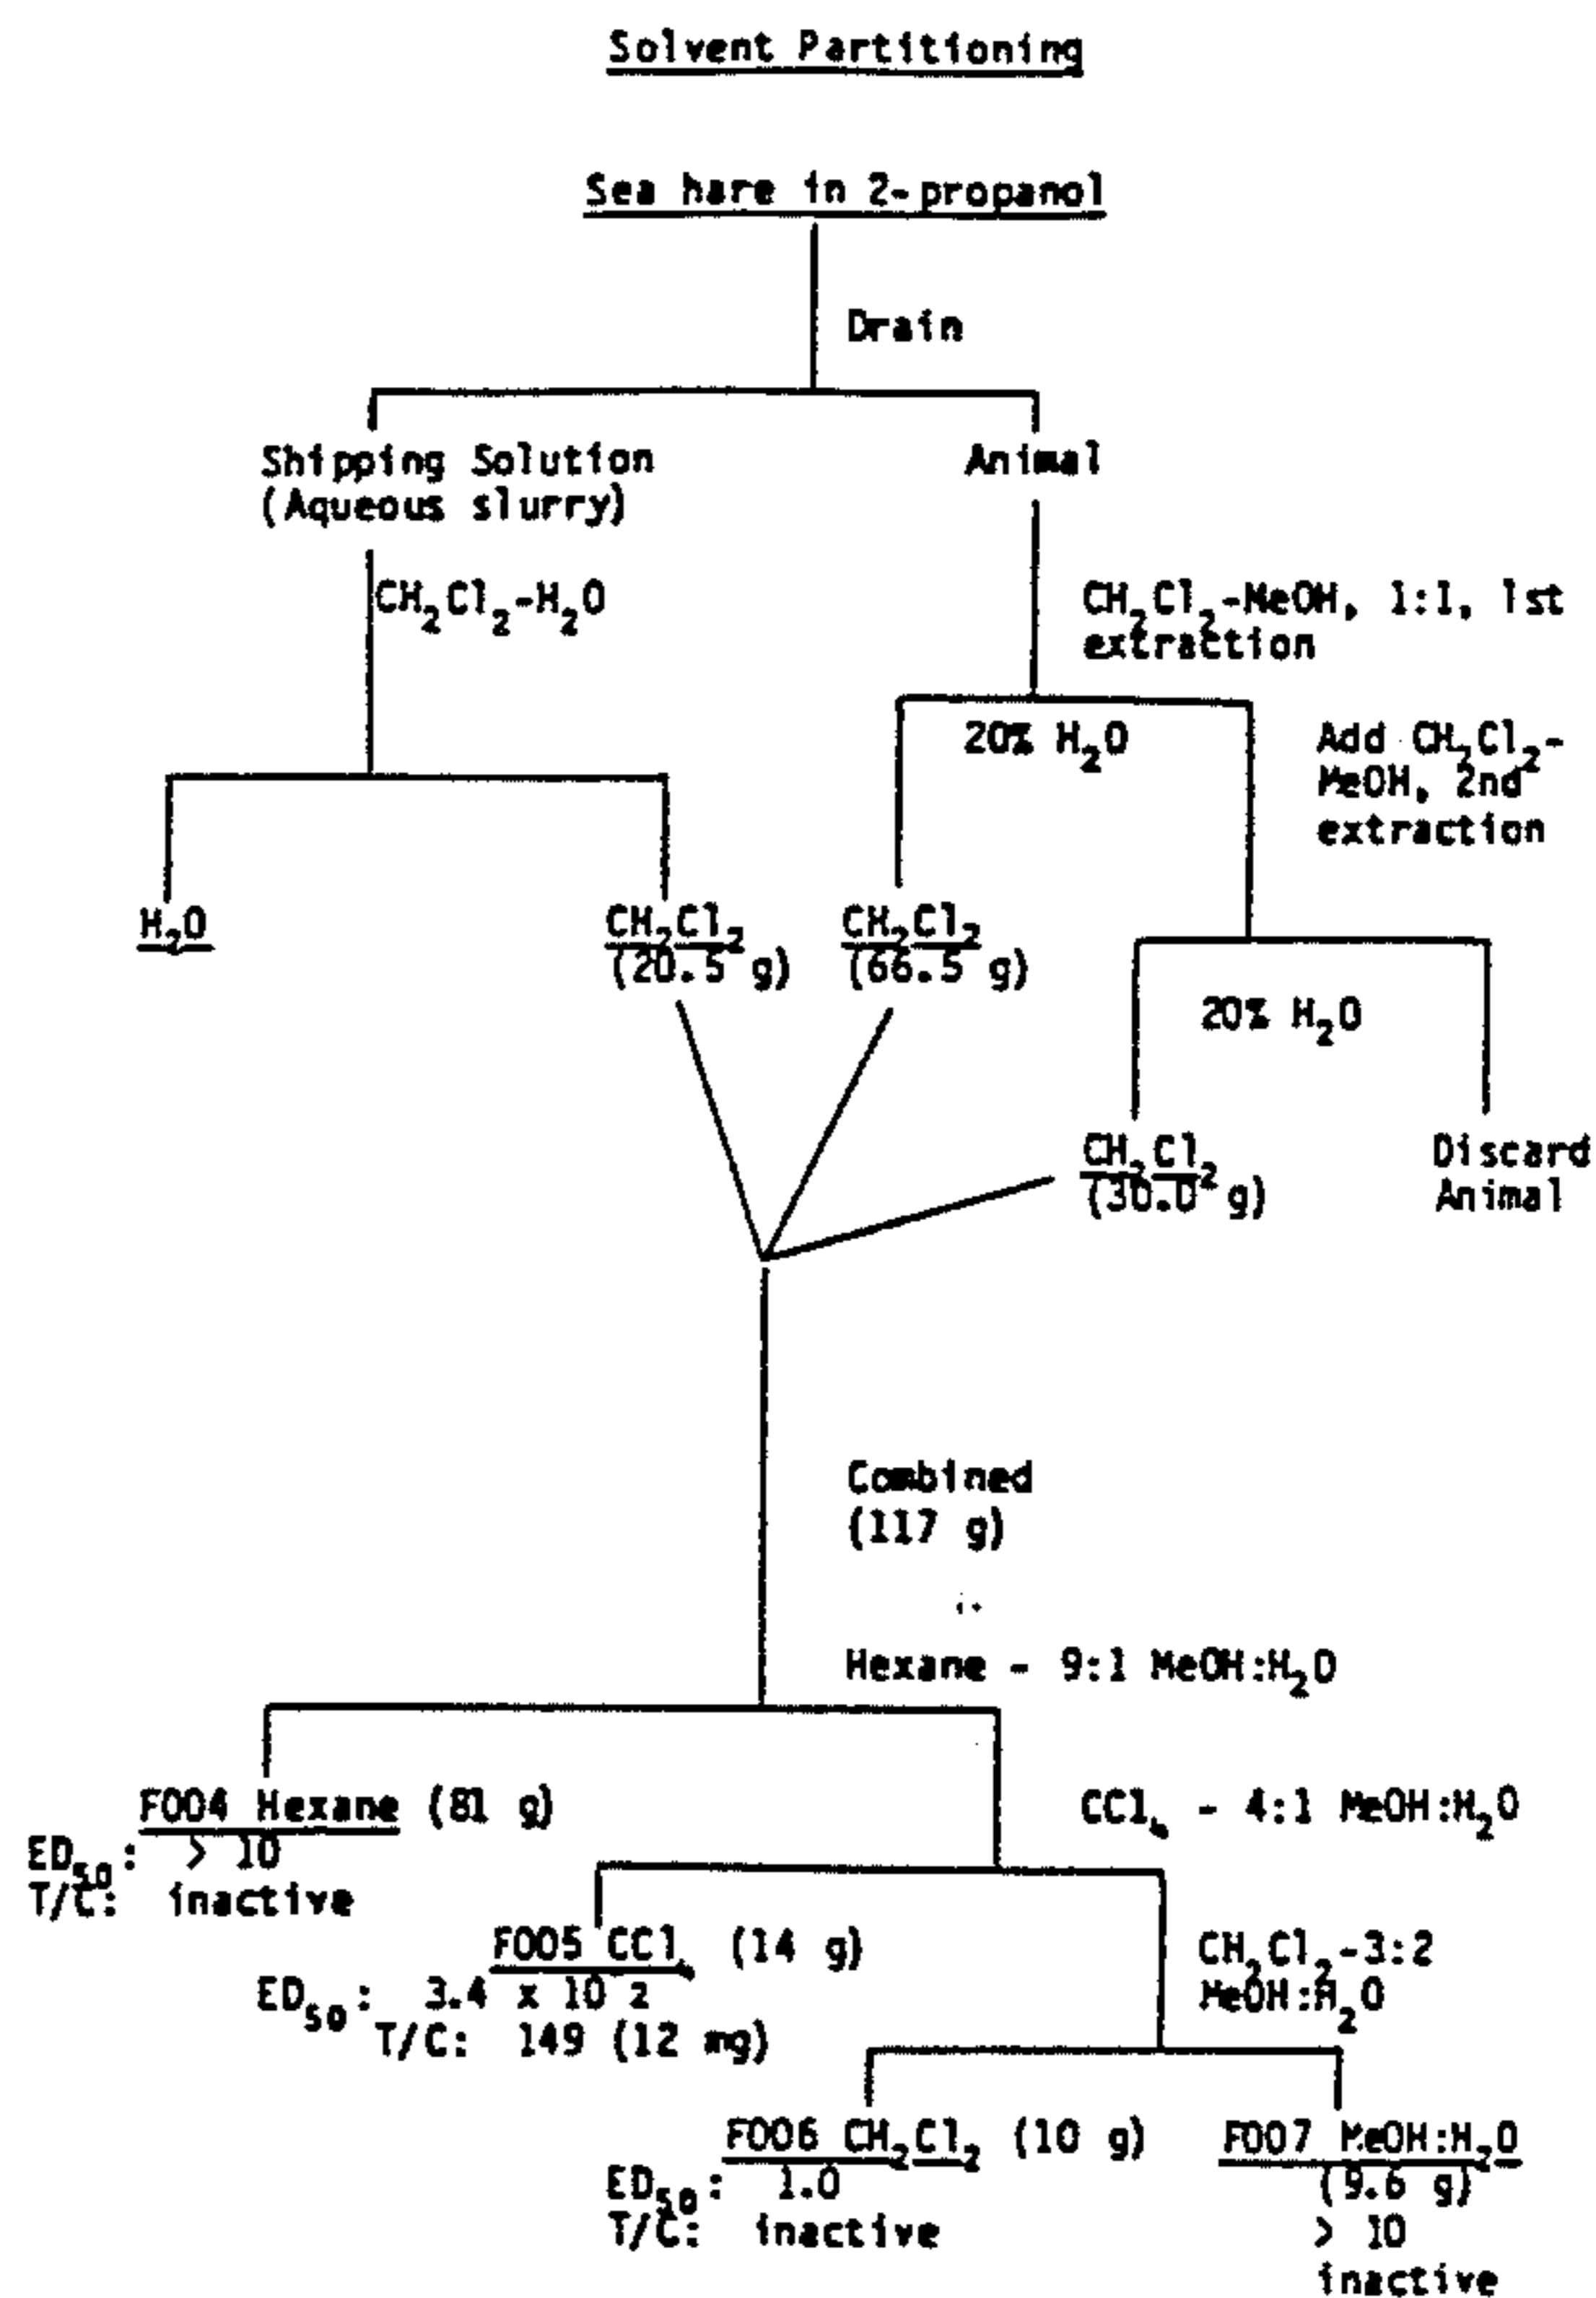 Solvent Partitioning
Sea hare in 2-propanol
Drain
Shipping Solution
(Aqueous slurry)
Animal
CH₂Cl₂-H₂O
CH₂Cl₂-MeOH, 1:1, 1st
extraction
20% H₂O
Add CH₂Cl₂-
MeOH, 2nd
extraction
H₂O
CH₂Cl₂
(20.5 g)
CH₂Cl₂
(66.5 g)
20% H₂O
CH₂Cl₂
(30.0 g)
Discard
Animal
Combined
(117 g)
Hexane - 9:1 MeOH:H₂O
F004 Hexane (81 g)
ED₅₀: > 10
T/C: inactive
CCl₄ - 4:1 MeOH:H₂O
F005 CCl₄ (14 g)
ED₅₀: 3.4 x 10 2
T/C: 149 (12 mg)
CH₂Cl₂-3:2
MeOH:H₂O
F006 CH₂Cl₂ (10 g)
ED₅₀: 1.0
T/C: inactive
F007 MeOH:H₂O
(9.6 g)
> 10
inactive